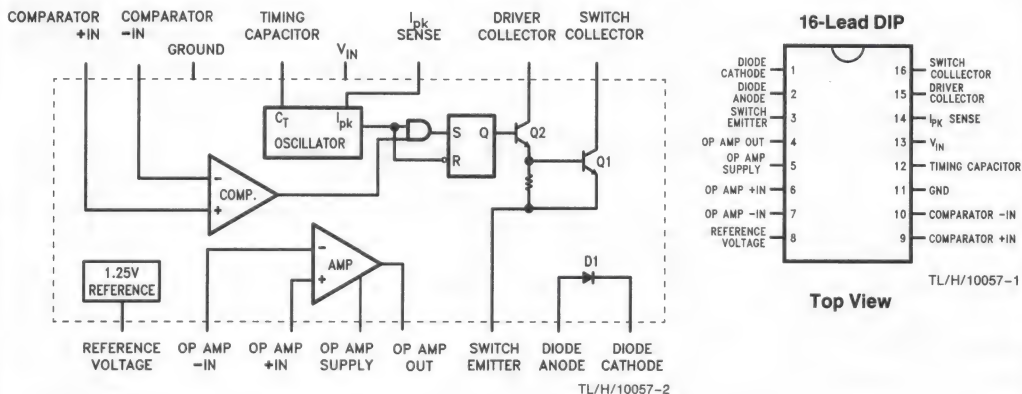 COMPARATOR
+IN
COMPARATOR
−IN
GROUND
TIMING
CAPACITOR
VIN
Ipk
SENSE
DRIVER
COLLECTOR
SWITCH
COLLECTOR
CT
Ipk
OSCILLATOR
S
Q
R
Q2
Q1
−
COMP.
+
−
AMP
+
1.25V
REFERENCE
D1
REFERENCE
VOLTAGE
OP AMP
−IN
OP AMP
+IN
OP AMP
SUPPLY
OP AMP
OUT
SWITCH
EMITTER
DIODE
ANODE
DIODE
CATHODE
TL/H/10057–2
16-Lead DIP
DIODE
CATHODE
1
DIODE
ANODE
2
SWITCH
EMITTER
3
OP AMP OUT
4
OP AMP
SUPPLY
5
OP AMP +IN
6
OP AMP −IN
7
REFERENCE
VOLTAGE
8
16
SWITCH
COLLLECTOR
15
DRIVER
COLLECTOR
14
IPK SENSE
13
VIN
12
TIMING CAPACITOR
11
GND
10
COMPARATOR −IN
9
COMPARATOR +IN
TL/H/10057–1
Top View